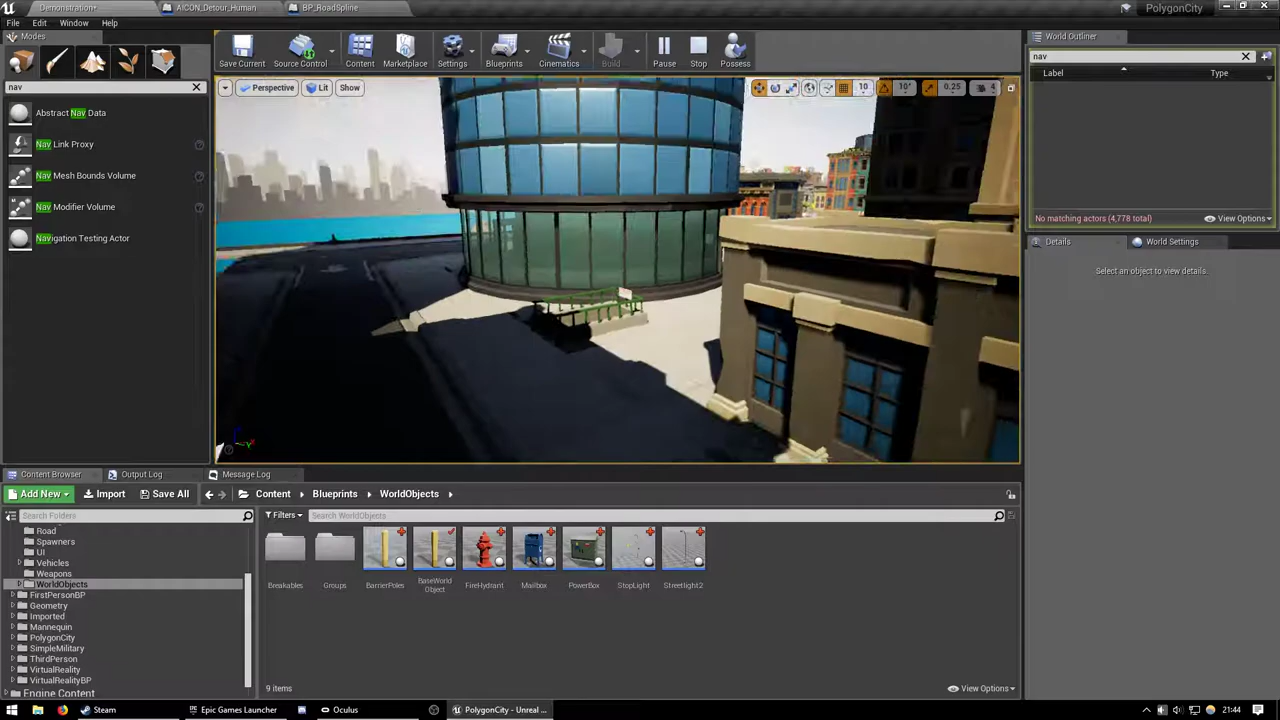 Demonstration*
AICON_Detour_Human
BP_RoadSpline
PolygonCity
File Edit Window Help
Modes
World Outliner
nav
Save Current
Source Control
Content
Marketplace
Settings
Blueprints
Cinematics
Build
Pause
Stop
Possess
nav
Label
Type
Perspective
Lit
Show
10
10°
0.25
4
Abstract Nav Data
Nav Link Proxy
Nav Mesh Bounds Volume
Nav Modifier Volume
Navigation Testing Actor
No matching actors (4,778 total)
View Options
Details
World Settings
Select an object to view details.
Content Browser
Output Log
Message Log
Add New
Import
Save All
Content
Blueprints
WorldObjects
Search Folders
Filters
Search WorldObjects
Road
Spawners
UI
Vehicles
Weapons
WorldObjects
FirstPersonBP
Geometry
Imported
Mannequin
PolygonCity
SimpleMilitary
ThirdPerson
VirtualReality
VirtualRealityBP
Engine Content
Breakables
Groups
BarrierPoles
BaseWorld
Object
FireHydrant
Mailbox
PowerBox
StopLight
Streetlight2
9 items
View Options
Steam
Epic Games Launcher
Oculus
PolygonCity - Unreal ...
21:44